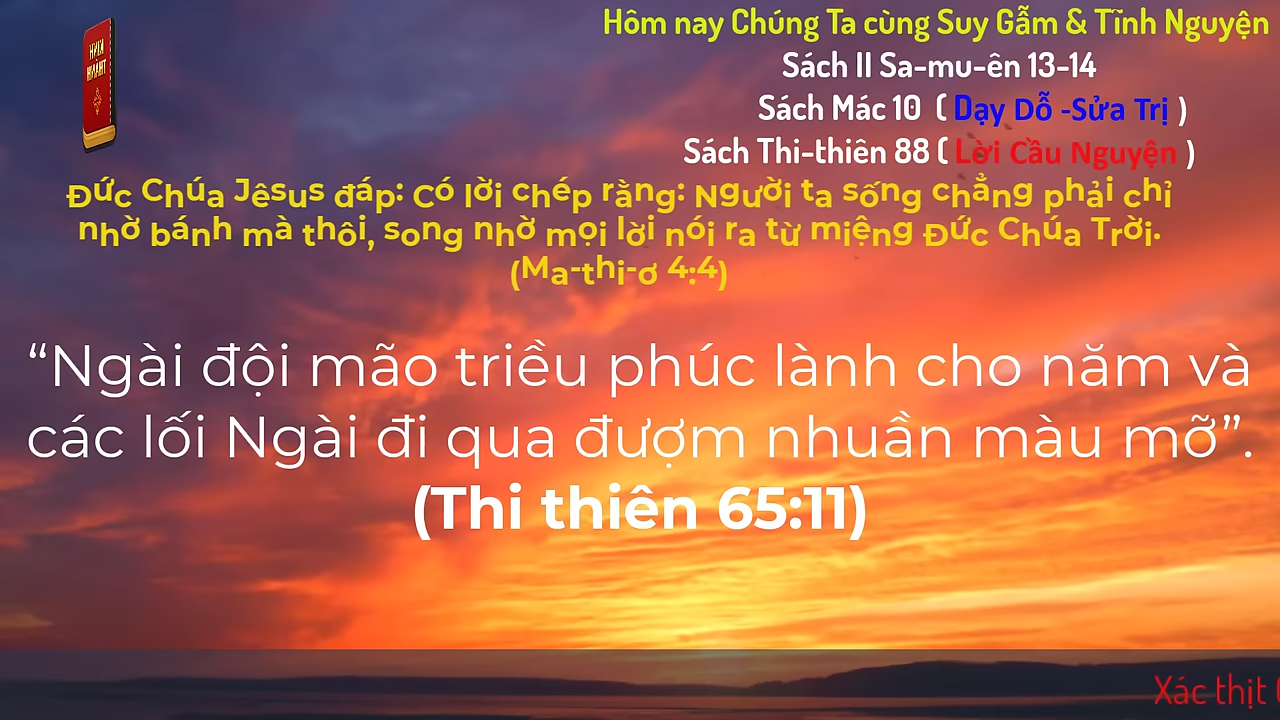 Hôm nay Chúng Ta cùng Suy Gẫm & Tĩnh Nguyện
Sách II Sa-mu-ên 13-14
Sách Mác 10 ( Dạy Dỗ -Sửa Trị )
Sách Thi-thiên 88 ( Lời Cầu Nguyện )
Đức Chúa Jêsus đáp: Có lời chép rằng: Người ta sống chẳng phải chỉ
nhờ bánh mà thôi, song nhờ mọi lời nói ra từ miệng Đức Chúa Trời.
(Ma-thi-ơ 4:4)
“Ngài đội mão triều phúc lành cho năm và
các lối Ngài đi qua đượm nhuần màu mỡ”.
(Thi thiên 65:11)
Xác thịt